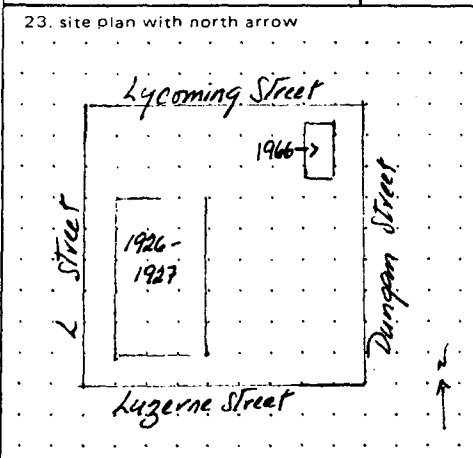 23. site plan with north arrow
Lycoming Street
1966→
L Street
1926-
1927
Dungan Street
Luzerne Street
N